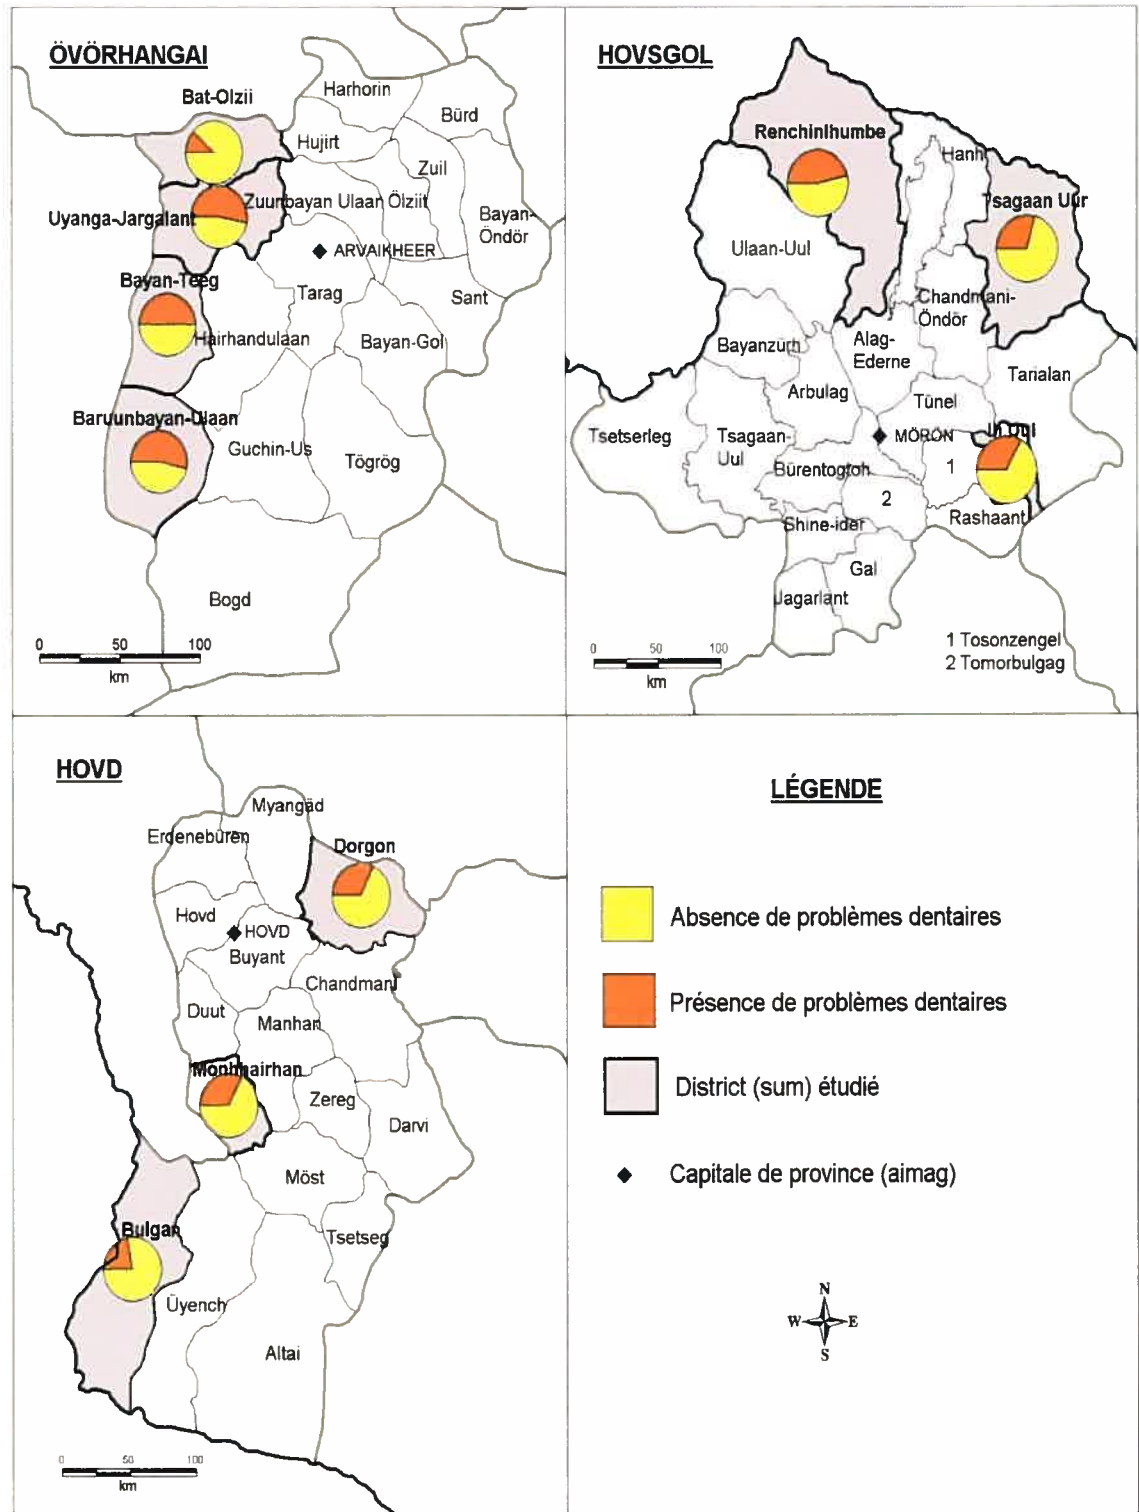 ÖVÖRHANGAI
Bat-Olzii
Harhorin
Bürd
Hujirt
Zuil
Uyanga-Jargalant
Zuunbayan Ulaan
Ölziit
Bayan-
Öndör
ARVAIKHEER
Bayan-Teeg
Tarag
Sant
Hairhandulaan
Bayan-Gol
Baruunbayan-Ulaan
Guchin-Us
Tögrög
Bogd
0 50 100
km
HOVSGOL
Renchinlhumbe
Hanh
Tsagaan Uur
Ulaan-Uul
Chandmani-
Öndör
Bayanzürh
Alag-
Ederne
Arbulag
Tarialan
Tünel
Tsetserleg
Tsagaan-
Uul
MÖRÖN
Ih Uul
Bürentogtoh
1
2
Rashaant
Shine-ider
Gal
Jagarlant
1 Tosonzengel
2 Tomorbulgag
0 50 100
km
HOVD
Myangad
Erdenebüren
Dorgon
Hovd
HOVD
Buyant
Chandmani
Duut
Manhan
Monhhairhan
Zereg
Darvi
Möst
Bulgan
Tsetseg
Üyench
Altai
0 50 100
km
LÉGENDE
Absence de problèmes dentaires
Présence de problèmes dentaires
District (sum) étudié
Capitale de province (aimag)
N
W E
S